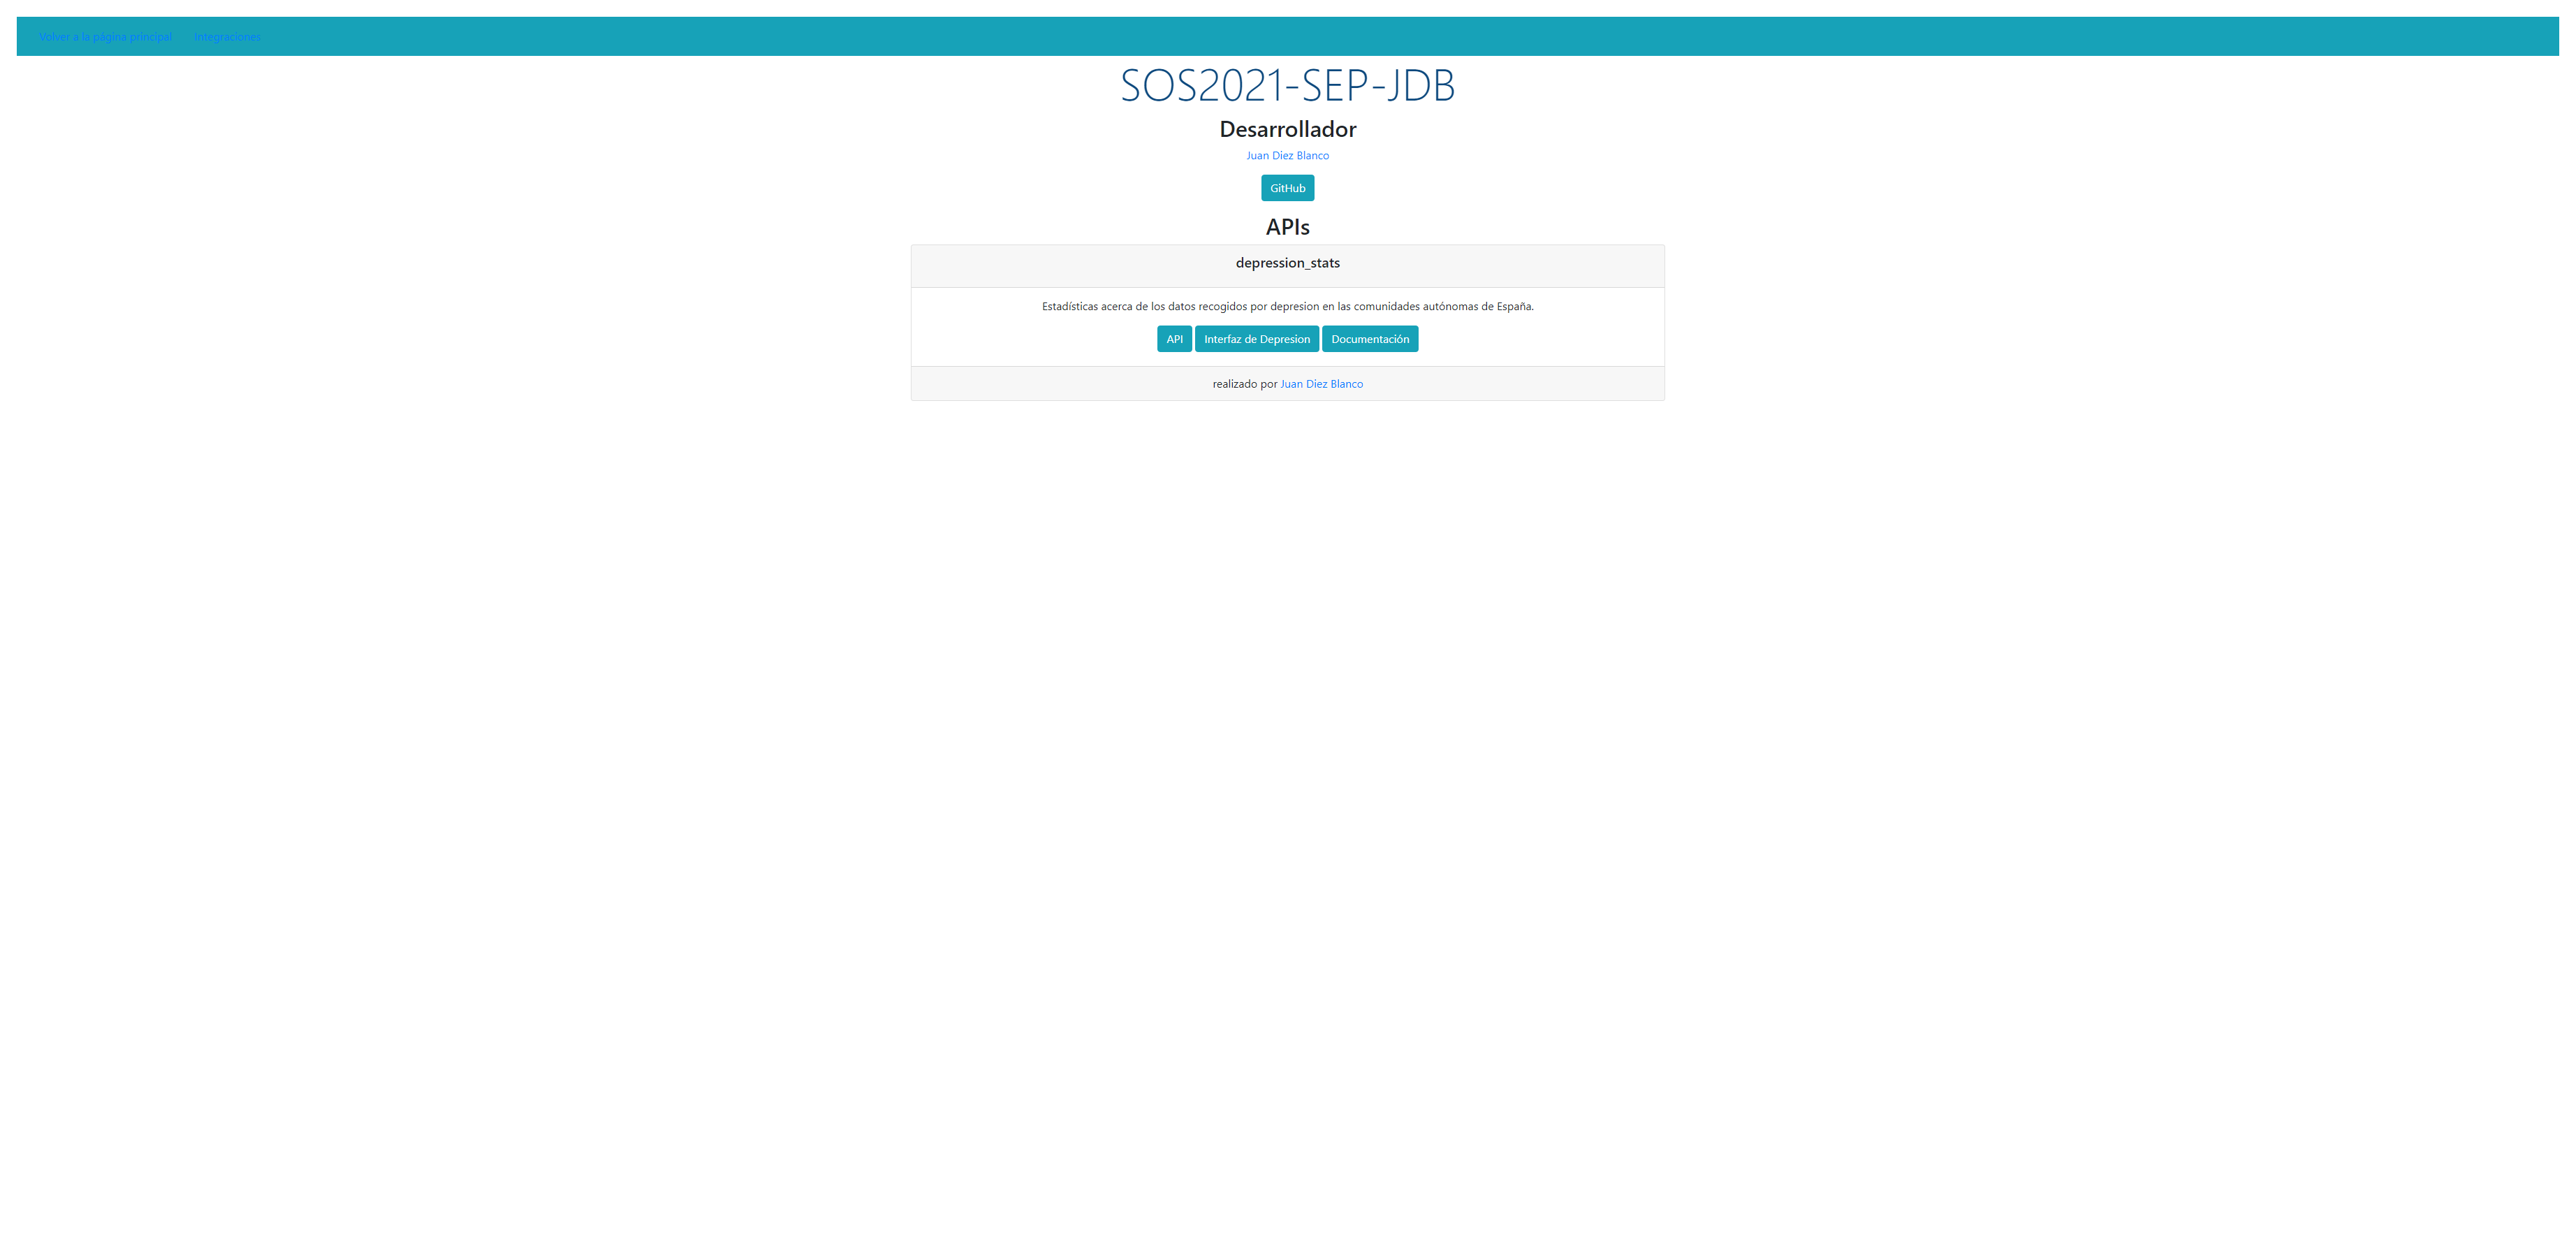 Volver a la página principal Integraciones
SOS2021-SEP-JDB
Desarrollador
Juan Diez Blanco
GitHub
APIs
depression_stats
Estadísticas acerca de los datos recogidos por depresion en las comunidades autónomas de España.
API Interfaz de Depresion Documentación
realizado por Juan Diez Blanco